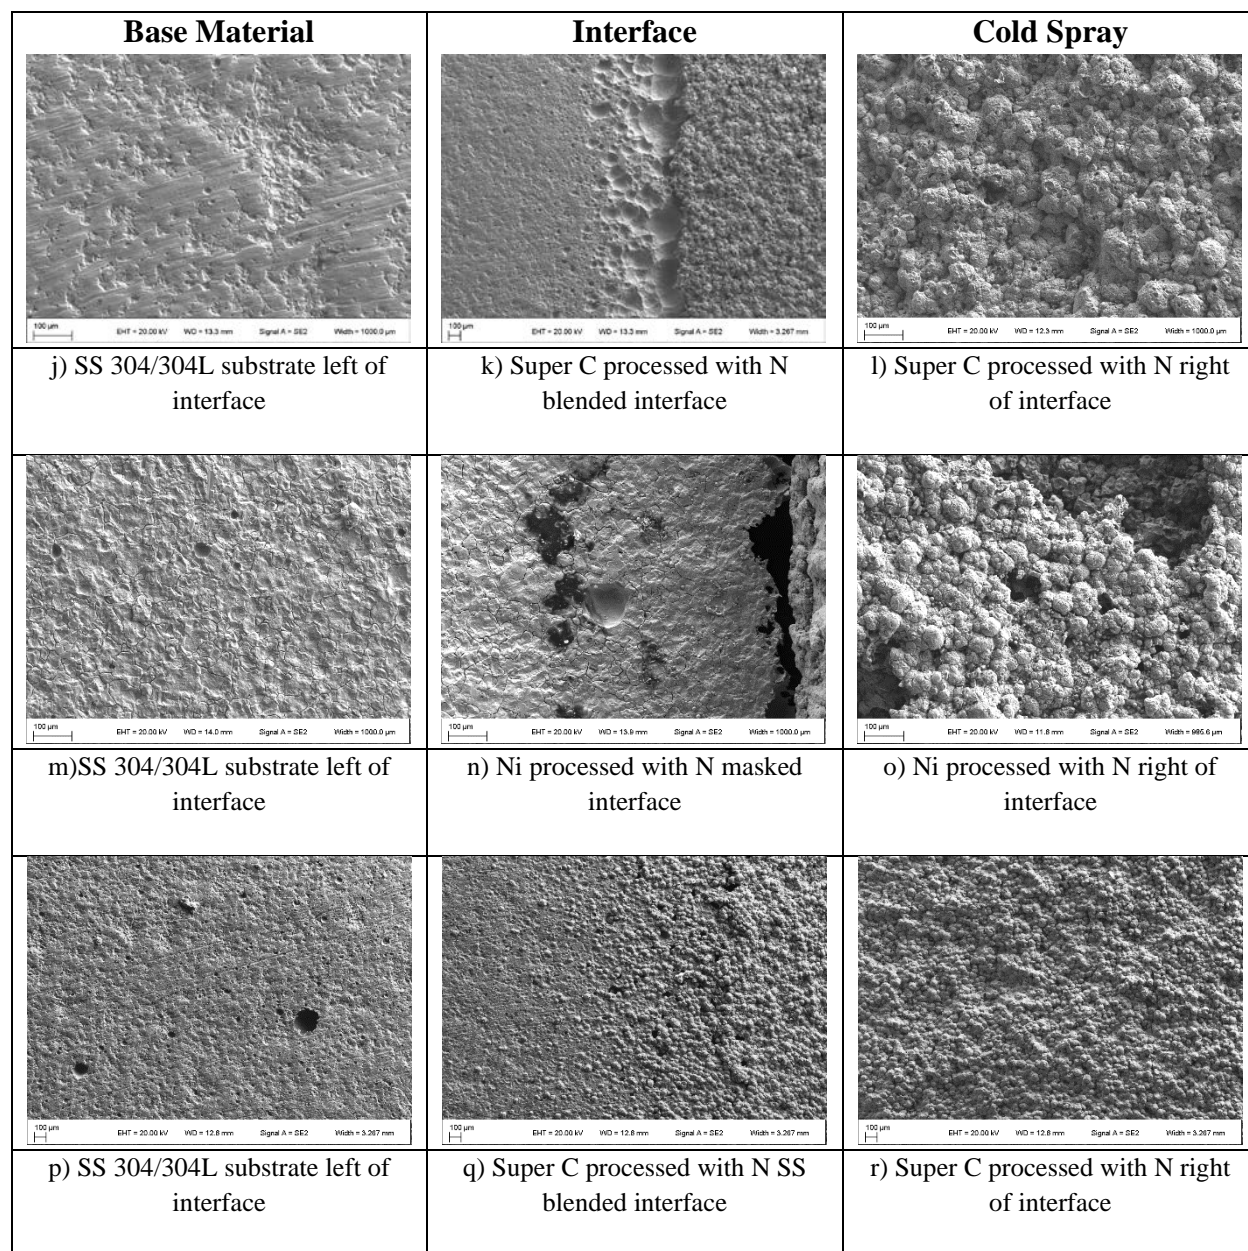 Base Material
Interface
Cold Spray
100 µm EHT = 20.00 kV WD = 13.3 mm Signal A = SE2 Width = 1000.0 µm
100 µm EHT = 20.00 kV WD = 13.3 mm Signal A = SE2 Width = 3.267 mm
100 µm EHT = 20.00 kV WD = 12.3 mm Signal A = SE2 Width = 1000.0 µm
j) SS 304/304L substrate left of
interface
k) Super C processed with N
blended interface
l) Super C processed with N right
of interface
100 µm EHT = 20.00 kV WD = 14.0 mm Signal A = SE2 Width = 1000.0 µm
100 µm EHT = 20.00 kV WD = 13.9 mm Signal A = SE2 Width = 1000.0 µm
100 µm EHT = 20.00 kV WD = 11.8 mm Signal A = SE2 Width = 985.6 µm
m)SS 304/304L substrate left of
interface
n) Ni processed with N masked
interface
o) Ni processed with N right of
interface
100 µm EHT = 20.00 kV WD = 12.8 mm Signal A = SE2 Width = 3.267 mm
100 µm EHT = 20.00 kV WD = 12.8 mm Signal A = SE2 Width = 3.267 mm
100 µm EHT = 20.00 kV WD = 12.8 mm Signal A = SE2 Width = 3.267 mm
p) SS 304/304L substrate left of
interface
q) Super C processed with N SS
blended interface
r) Super C processed with N right
of interface